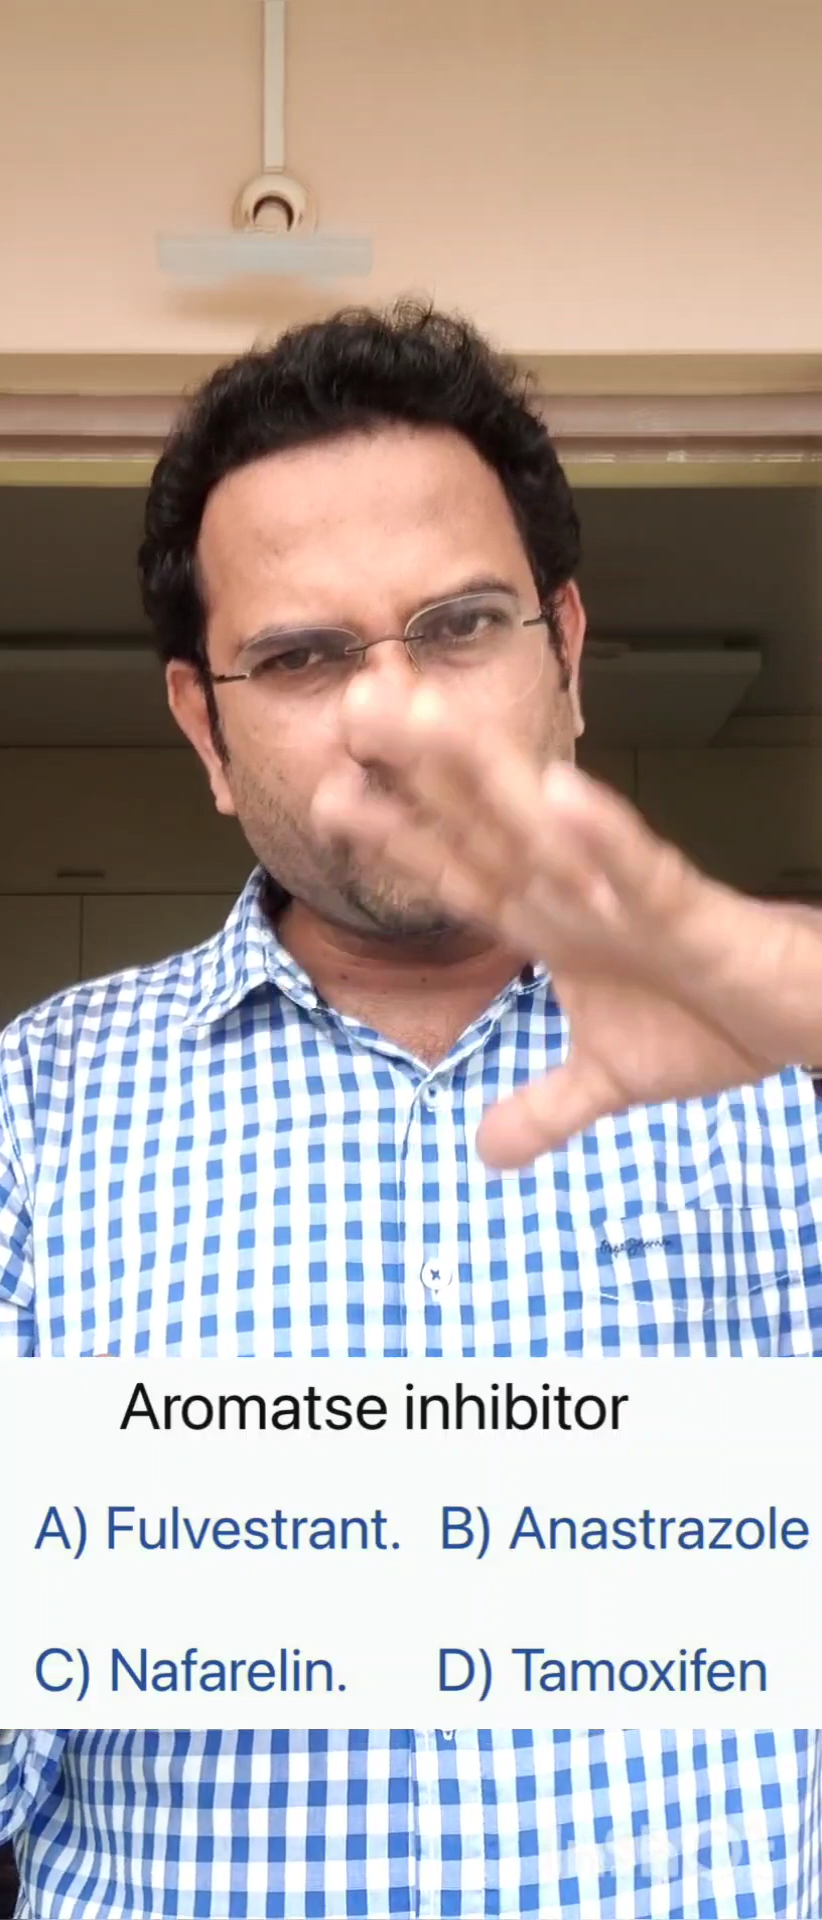 Aromatse inhibitor
A) Fulvestrant. B) Anastrazole
C) Nafarelin. D) Tamoxifen